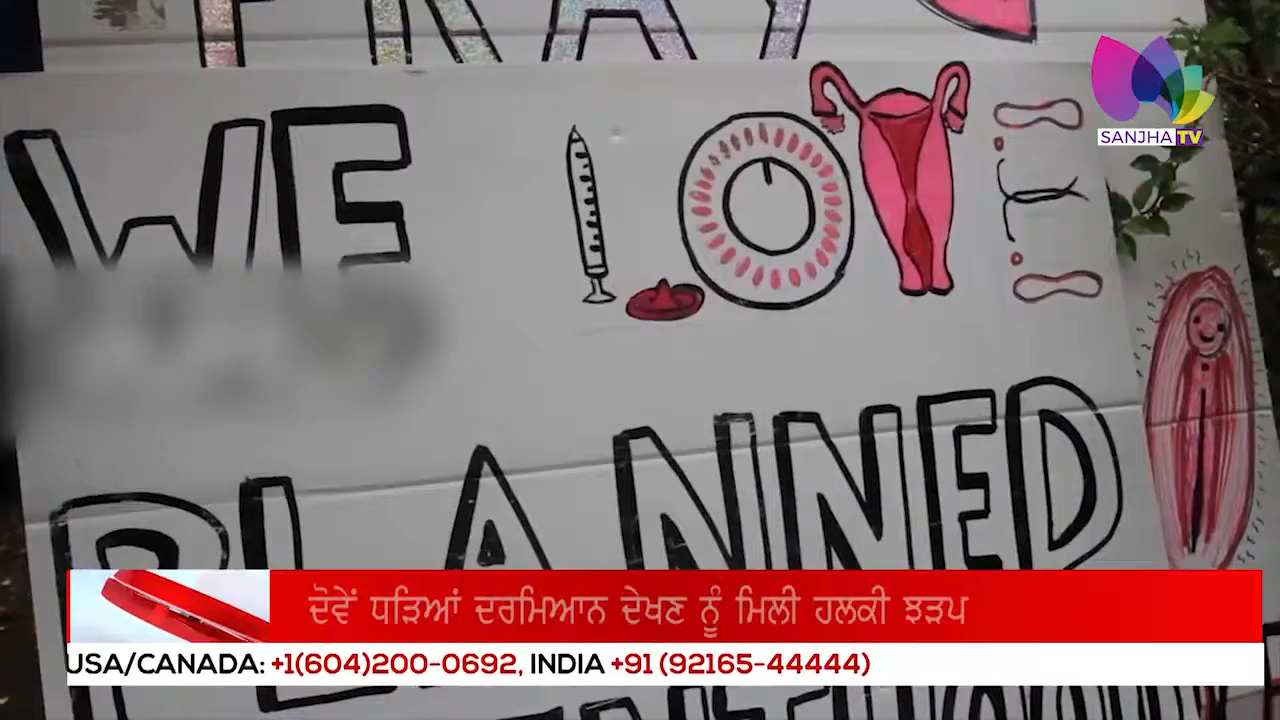 PRAY
SANJHA TV
WE LOVE
PLANNED
ਦੋਵੇਂ ਧੜਿਆਂ ਦਰਮਿਆਨ ਦੇਖਣ ਨੂੰ ਮਿਲੀ ਹਲਕੀ ਝੜਪ
USA/CANADA: +1(604)200-0692, INDIA +91 (92165-44444)